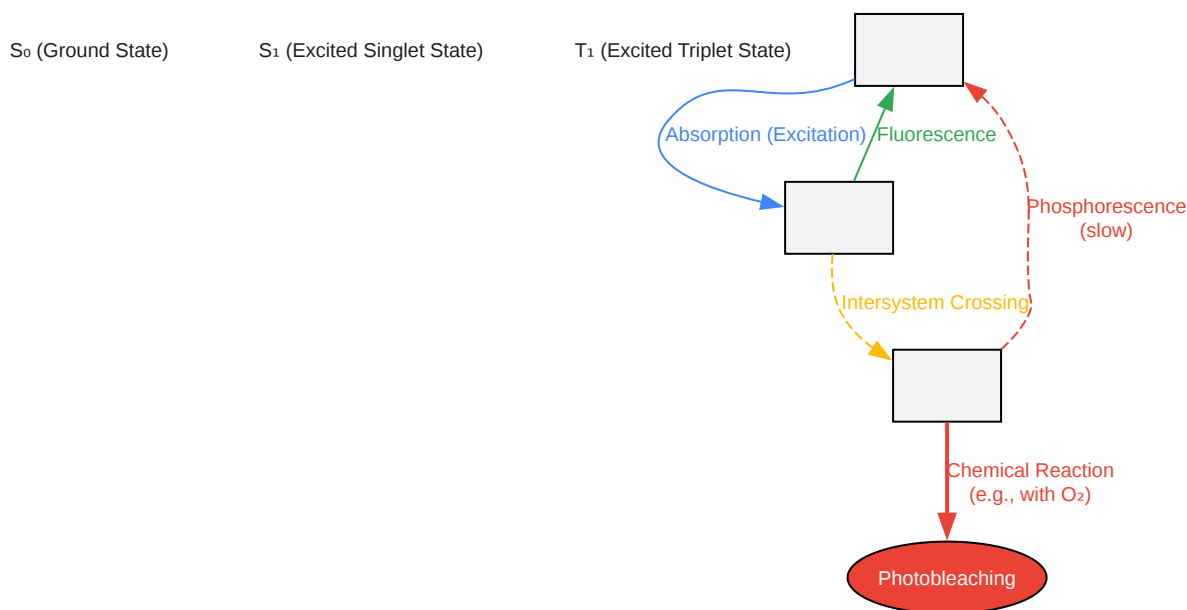 S₀ (Ground State)
S₁ (Excited Singlet State)
T₁ (Excited Triplet State)
Absorption (Excitation)
Fluorescence
Phosphorescence
(slow)
Intersystem Crossing
Chemical Reaction
(e.g., with O₂)
Photobleaching